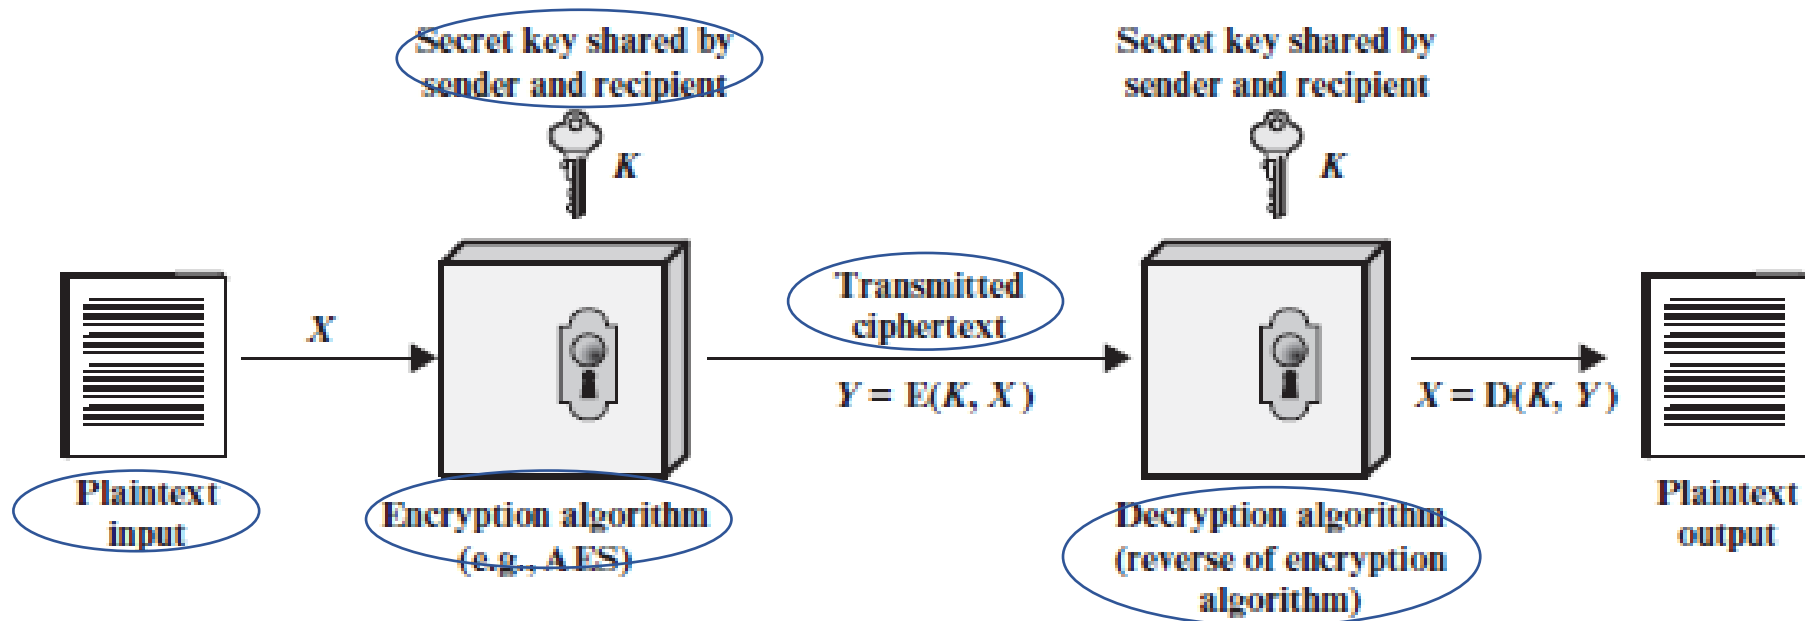 Secret key shared by
sender and recipient
K
Secret key shared by
sender and recipient
K
Plaintext
input
X
Encryption algorithm
(e.g., AES)
Transmitted
ciphertext
Y = E(K, X)
Decryption algorithm
(reverse of encryption
algorithm)
X = D(K, Y)
Plaintext
output